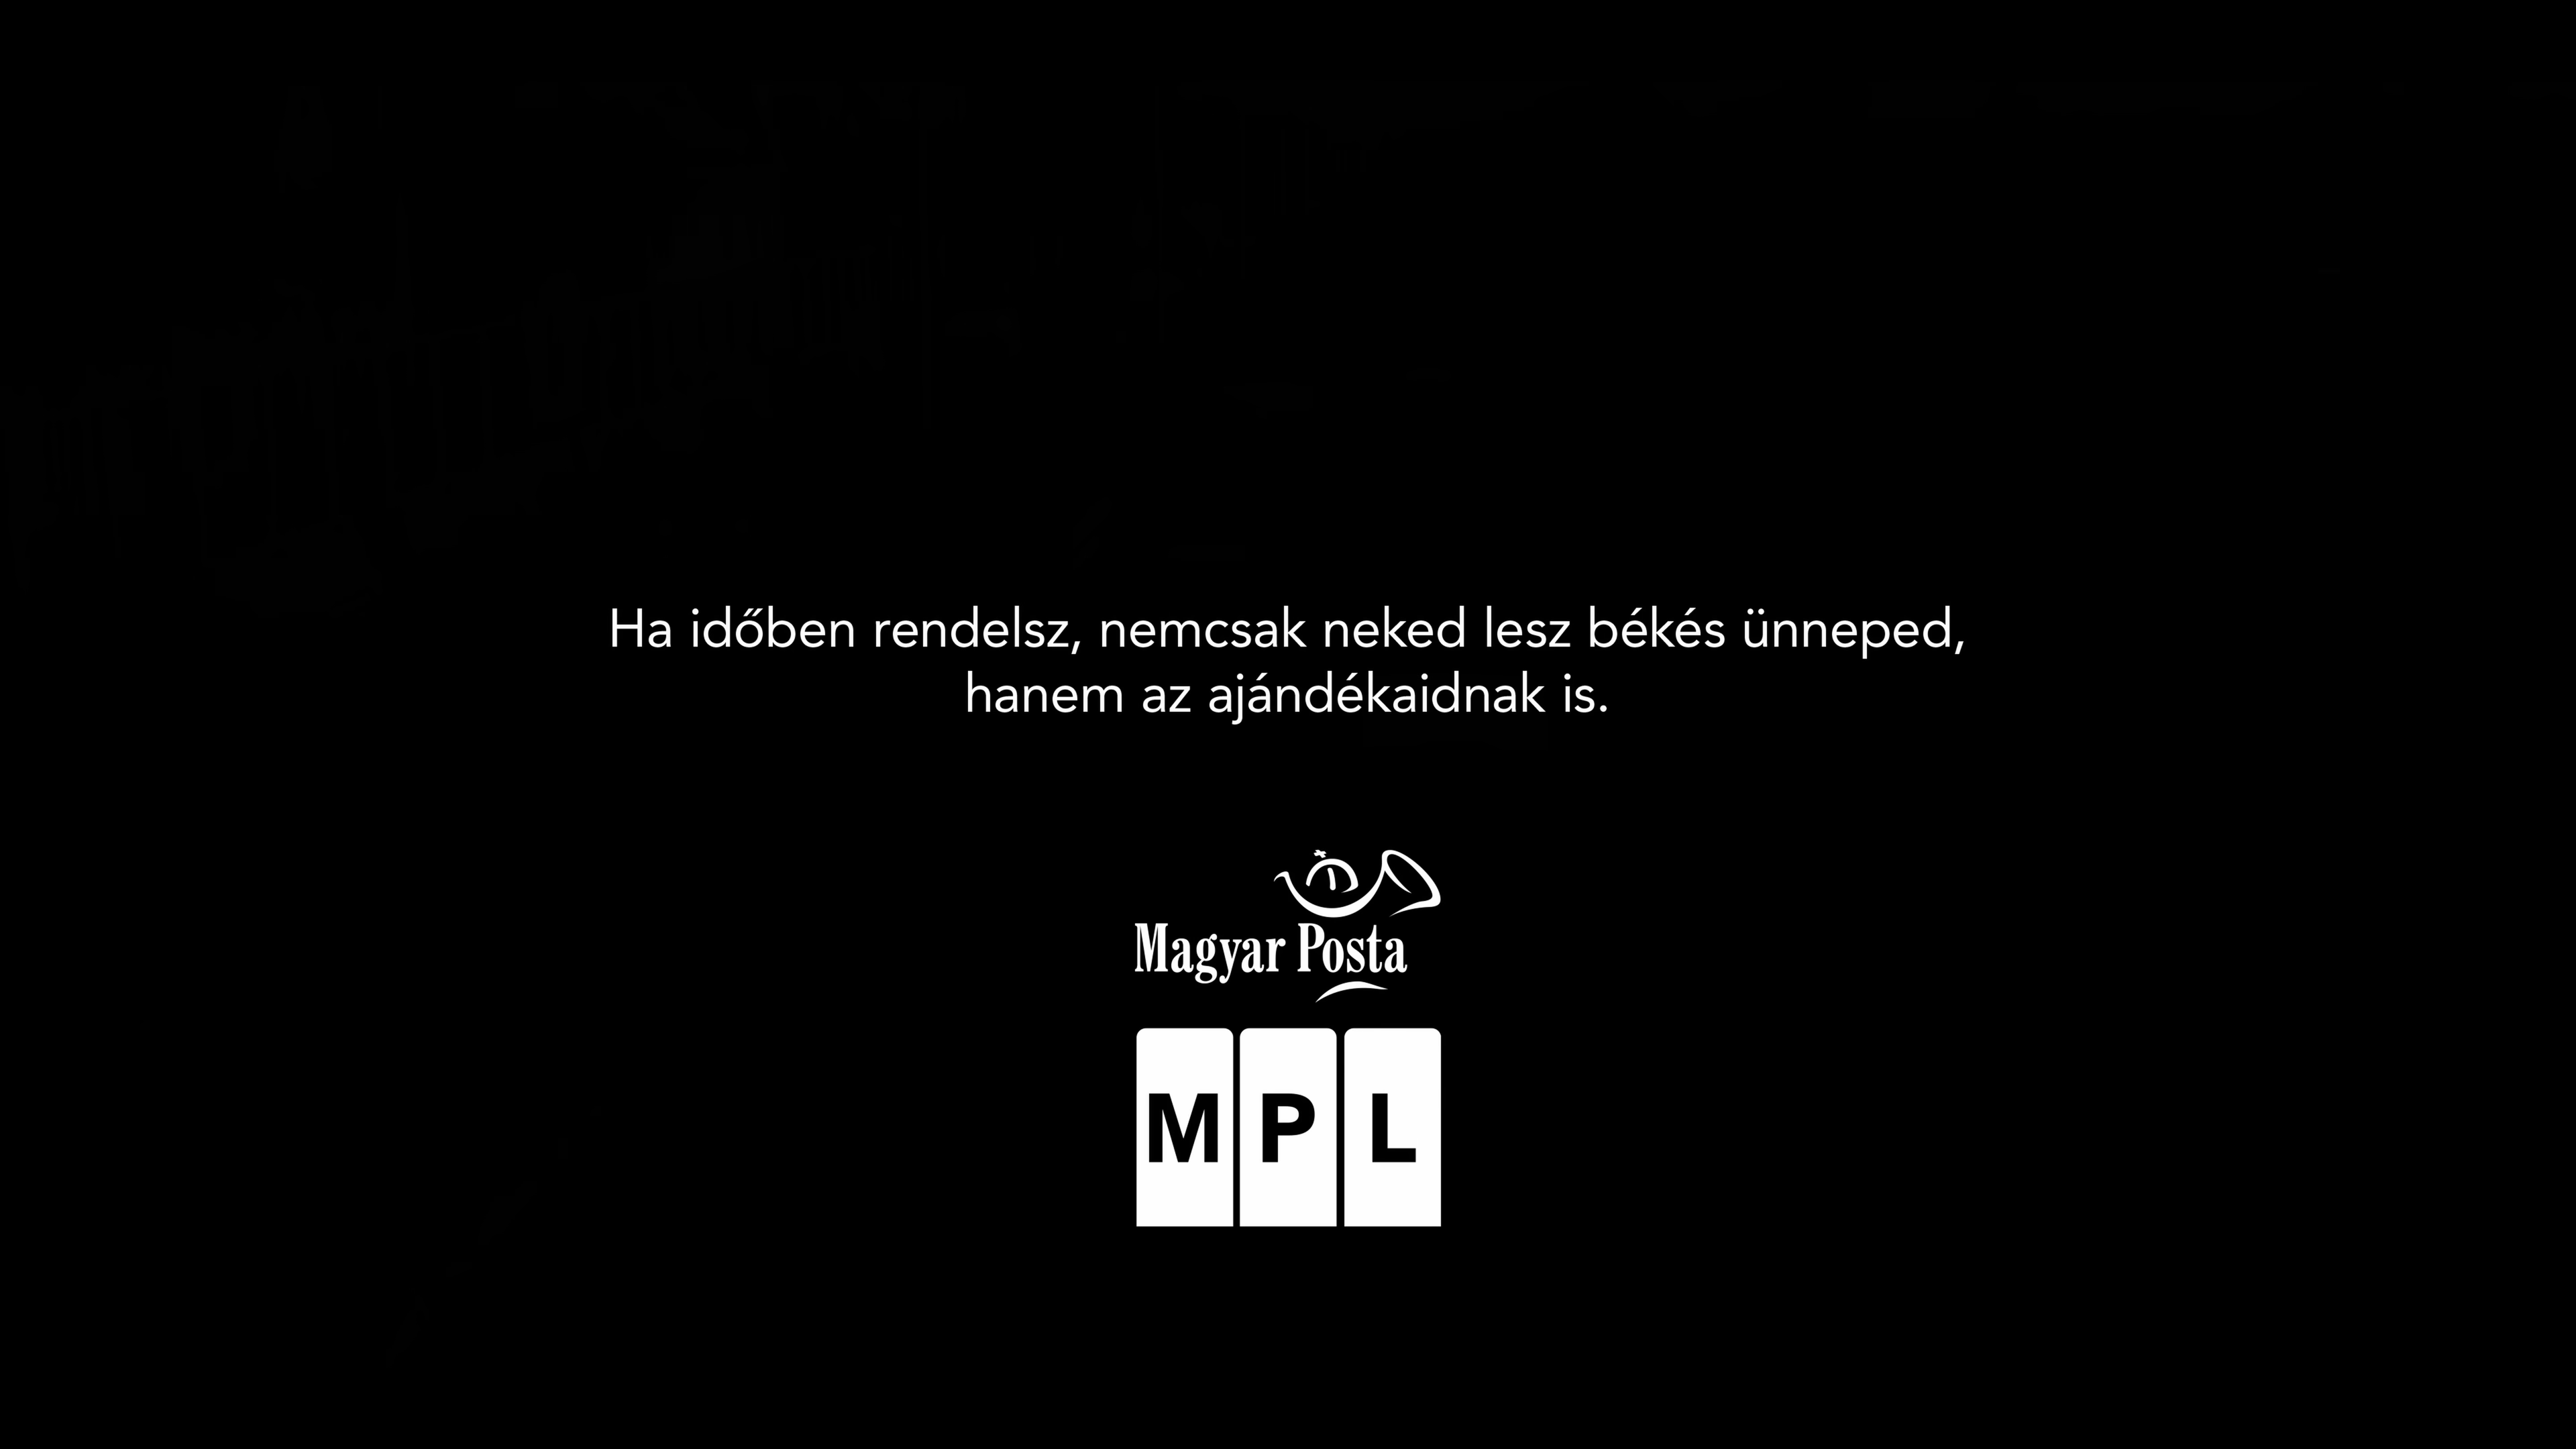 Ha időben rendelsz, nemcsak neked lesz békés ünneped,
hanem az ajándékaidnak is.
Magyar Posta
MPL